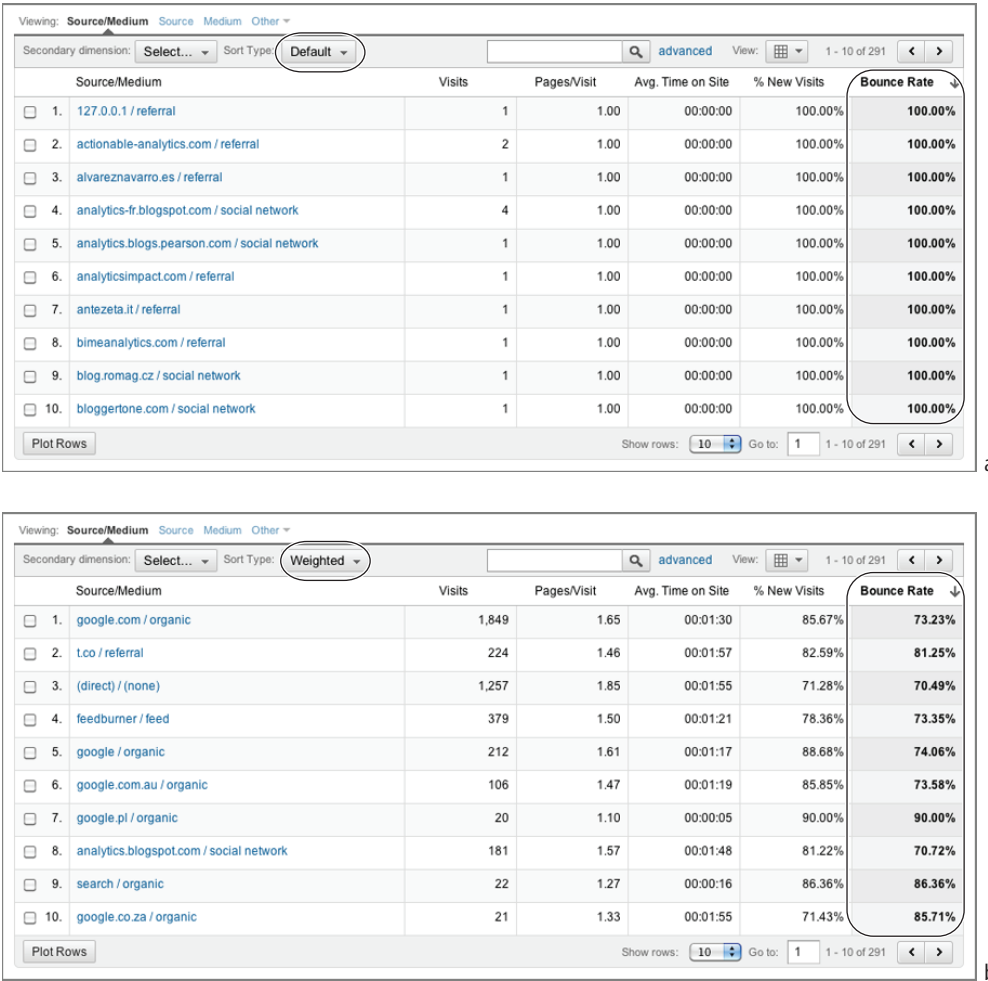 Viewing: Source/Medium Source Medium Other
Secondary dimension: Select... Sort Type: Default advanced View: 1 - 10 of 291
Source/Medium Visits Pages/Visit Avg. Time on Site % New Visits Bounce Rate
1. 127.0.0.1 / referral 1 1.00 00:00:00 100.00% 100.00%
2. actionable-analytics.com / referral 2 1.00 00:00:00 100.00% 100.00%
3. alvareznavarro.es / referral 1 1.00 00:00:00 100.00% 100.00%
4. analytics-fr.blogspot.com / social network 4 1.00 00:00:00 100.00% 100.00%
5. analytics.blogs.pearson.com / social network 1 1.00 00:00:00 100.00% 100.00%
6. analyticsimpact.com / referral 1 1.00 00:00:00 100.00% 100.00%
7. antezeta.it / referral 1 1.00 00:00:00 100.00% 100.00%
8. bimeanalytics.com / referral 1 1.00 00:00:00 100.00% 100.00%
9. blog.romag.cz / social network 1 1.00 00:00:00 100.00% 100.00%
10. bloggertone.com / social network 1 1.00 00:00:00 100.00% 100.00%
Plot Rows Show rows: 10 Go to: 1 1 - 10 of 291
Viewing: Source/Medium Source Medium Other
Secondary dimension: Select... Sort Type: Weighted advanced View: 1 - 10 of 291
Source/Medium Visits Pages/Visit Avg. Time on Site % New Visits Bounce Rate
1. google.com / organic 1,849 1.65 00:01:30 85.67% 73.23%
2. t.co / referral 224 1.46 00:01:57 82.59% 81.25%
3. (direct) / (none) 1,257 1.85 00:01:55 71.28% 70.49%
4. feedburner / feed 379 1.50 00:01:21 78.36% 73.35%
5. google / organic 212 1.61 00:01:17 88.68% 74.06%
6. google.com.au / organic 106 1.47 00:01:19 85.85% 73.58%
7. google.pl / organic 20 1.10 00:00:05 90.00% 90.00%
8. analytics.blogspot.com / social network 181 1.57 00:01:48 81.22% 70.72%
9. search / organic 22 1.27 00:00:16 86.36% 86.36%
10. google.co.za / organic 21 1.33 00:01:55 71.43% 85.71%
Plot Rows Show rows: 10 Go to: 1 1 - 10 of 291